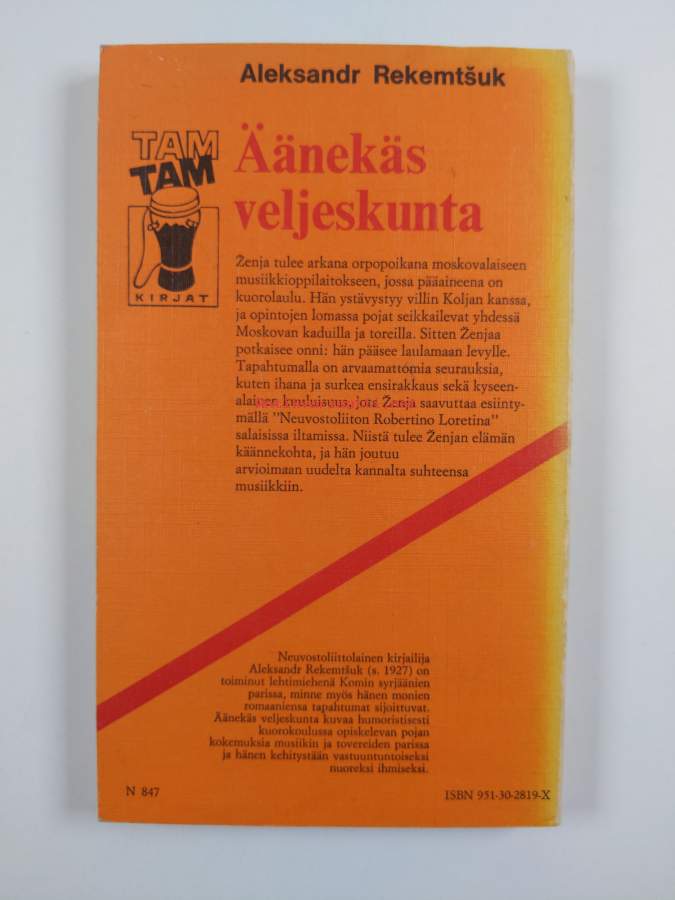 Aleksandr Rekemtšuk
TAM
TAM
KIRJAT
Äänekäs
veljeskunta
Ženja tulee arkana orpopoikana moskovalaiseen
musiikkioppilaitokseen, jossa pääaineena on
kuorolaulu. Hän ystävystyy villin Koljan kanssa,
ja opintojen lomassa pojat seikkailevat yhdessä
Moskovan kaduilla ja toreilla. Sitten Ženjaa
potkaisee onni: hän pääsee laulamaan levylle.
Tapahtumalla on arvaamattomia seurauksia,
kuten ihana ja surkea ensirakkaus sekä kyseen-
alainen kuuluisuus, jota Ženja saavuttaa esiinty-
mällä "Neuvostoliiton Robertino Loretina"
salaisissa iltamissa. Niistä tulee Ženjan elämän
käännekohta, ja hän joutuu
arvioimaan uudelta kannalta suhteensa
musiikkiin.
Neuvostoliittolainen kirjailija
Aleksandr Rekemtšuk (s. 1927) on
toiminut lehtimiehenä Komin syrjäänien
parissa, minne myös hänen monien
romaaniensa tapahtumat sijoittuvat.
Äänekäs veljeskunta kuvaa humoristisesti
kuorokoulussa opiskelevan pojan
kokemuksia musiikin ja tovereiden parissa
ja hänen kehitystään vastuuntuntoiseksi
nuoreksi ihmiseksi.
N 847
ISBN 951-30-2819-X